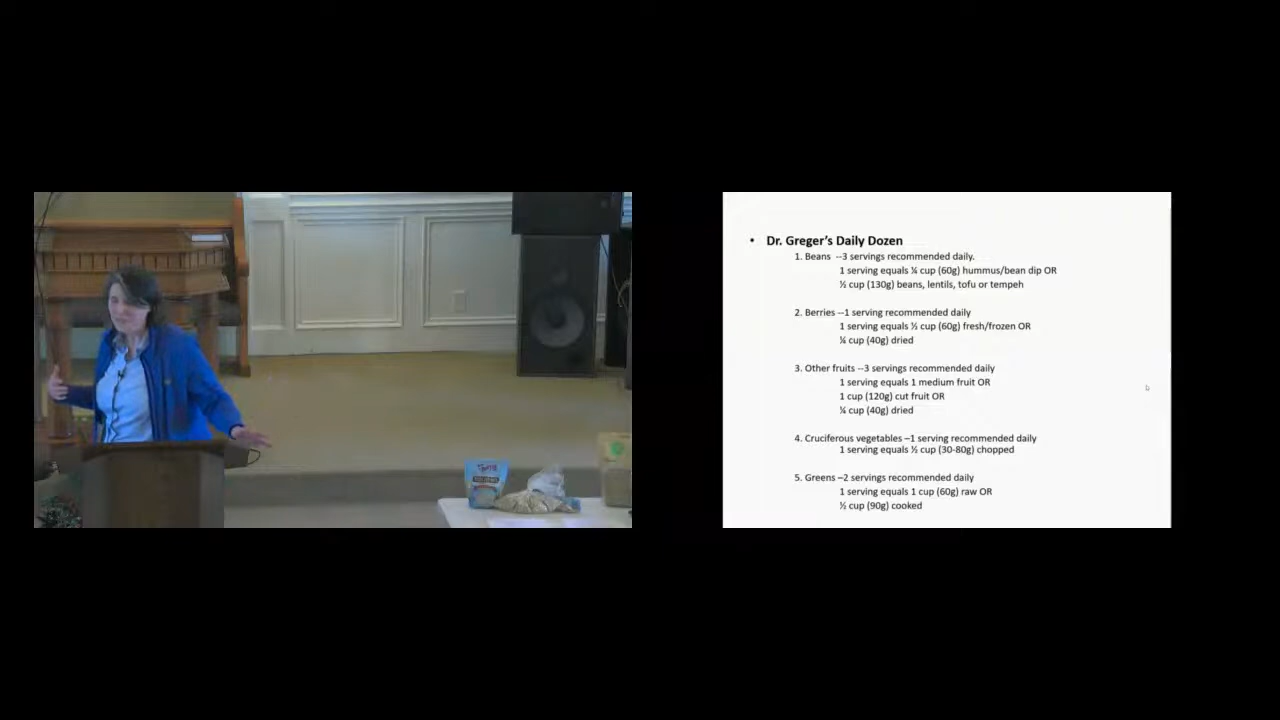 • Dr. Greger's Daily Dozen
1. Beans --3 servings recommended daily.
1 serving equals ¼ cup (60g) hummus/bean dip OR
½ cup (130g) beans, lentils, tofu or tempeh
2. Berries --1 serving recommended daily
1 serving equals ½ cup (60g) fresh/frozen OR
¼ cup (40g) dried
3. Other fruits --3 servings recommended daily
1 serving equals 1 medium fruit OR
1 cup (120g) cut fruit OR
¼ cup (40g) dried
4. Cruciferous vegetables –1 serving recommended daily
1 serving equals ½ cup (30-80g) chopped
5. Greens –2 servings recommended daily
1 serving equals 1 cup (60g) raw OR
½ cup (90g) cooked